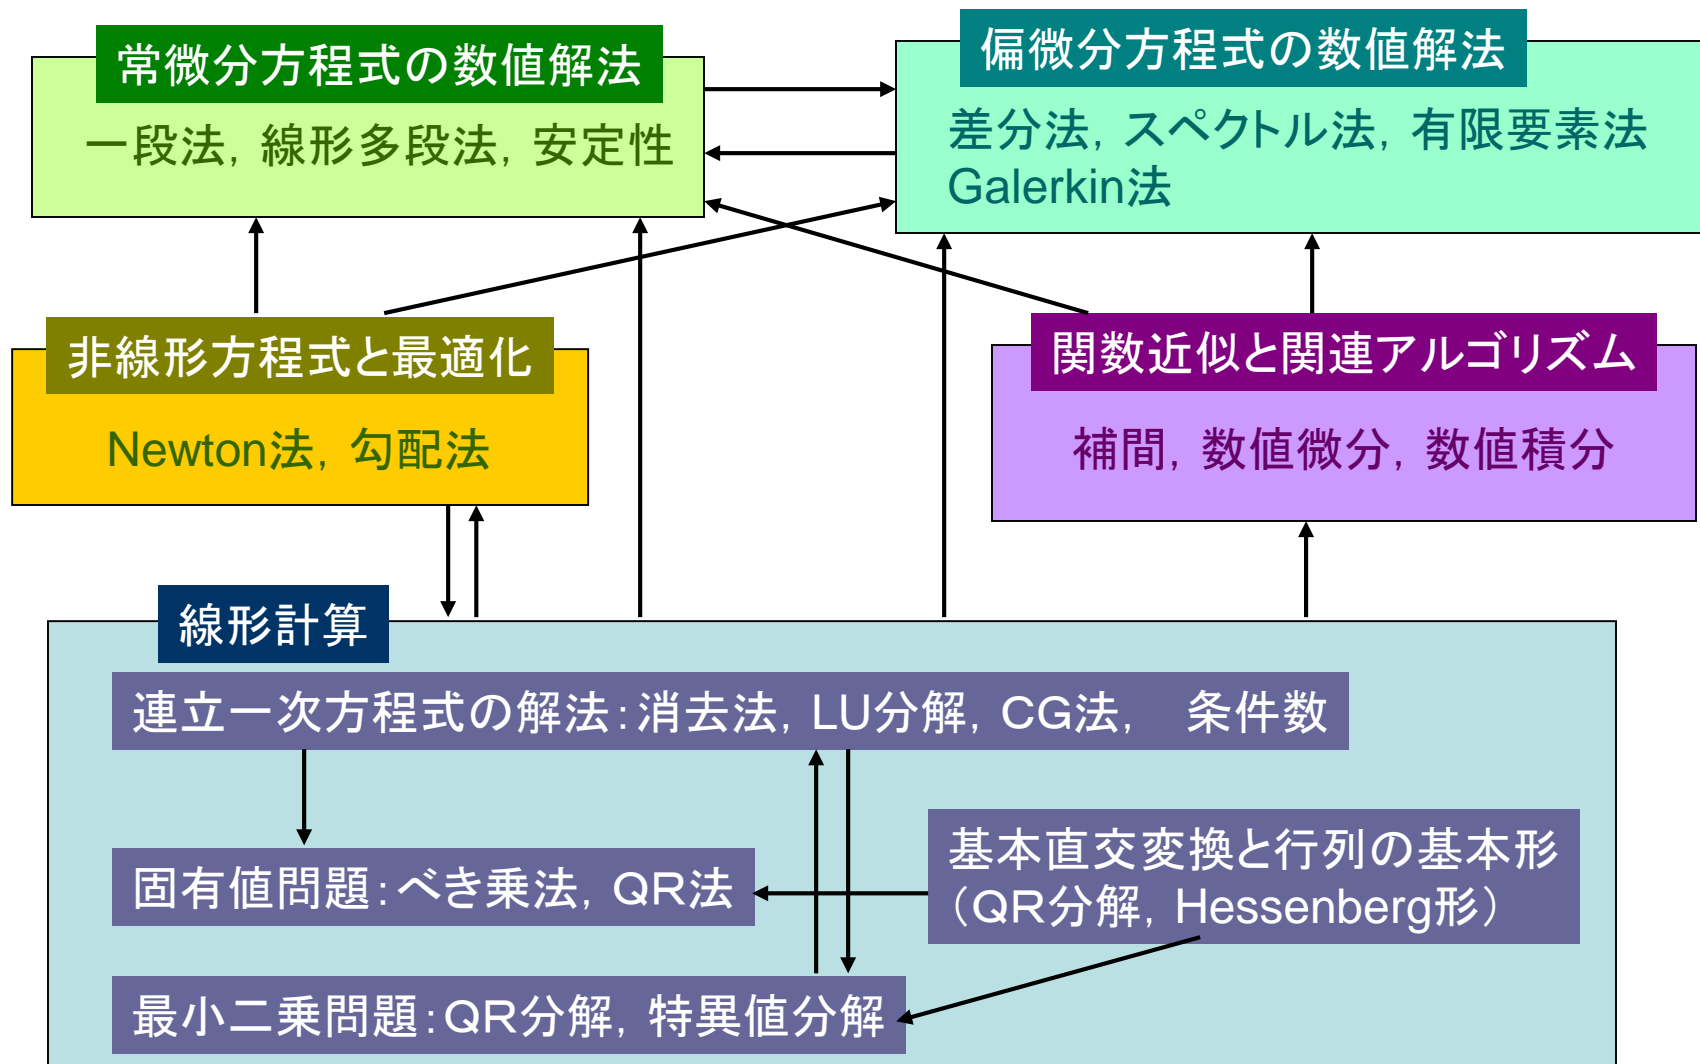 常微分方程式の数値解法
一段法，線形多段法，安定性
偏微分方程式の数値解法
差分法，スペクトル法，有限要素法
Galerkin法
非線形方程式と最適化
Newton法，勾配法
関数近似と関連アルゴリズム
補間，数値微分，数値積分
線形計算
連立一次方程式の解法：消去法，LU分解，CG法，　条件数
固有値問題：べき乗法，QR法
基本直交変換と行列の基本形
（QR分解，Hessenberg形）
最小二乗問題：QR分解，特異値分解